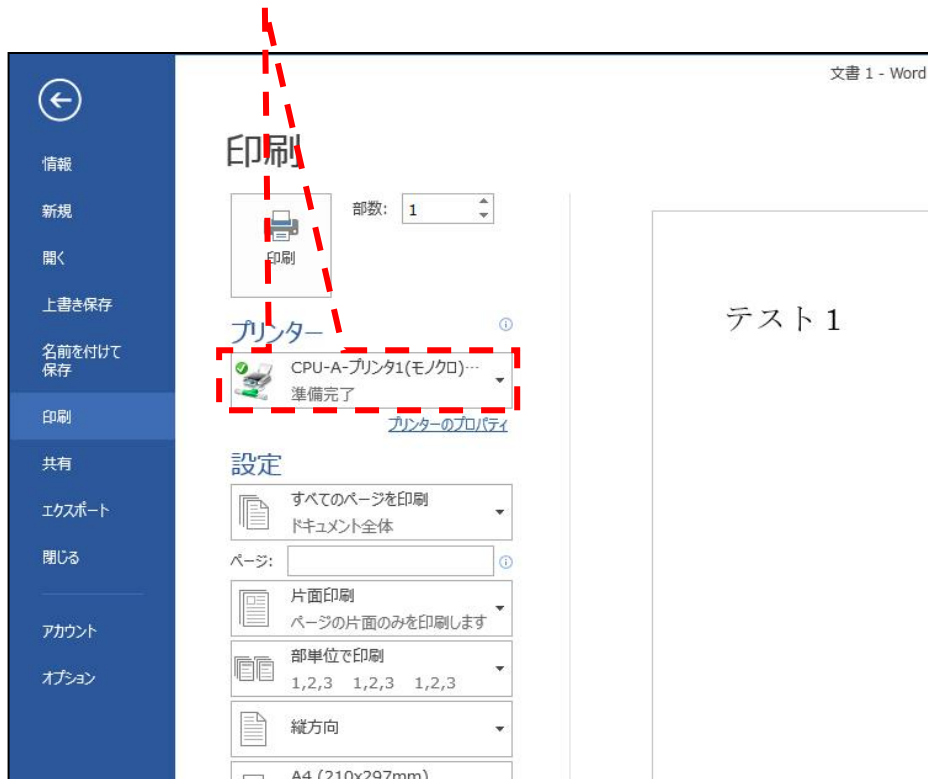 文書 1 - Word
情報
新規
開く
上書き保存
名前を付けて
保存
印刷
共有
エクスポート
閉じる
アカウント
オプション
印刷
部数: 1
印刷
プリンター
CPU-A-プリンタ1(モノクロ)…
準備完了
プリンターのプロパティ
設定
すべてのページを印刷
ドキュメント全体
ページ:
片面印刷
ページの片面のみを印刷します
部単位で印刷
1,2,3 1,2,3 1,2,3
縦方向
A4 (210x297mm)
テスト1